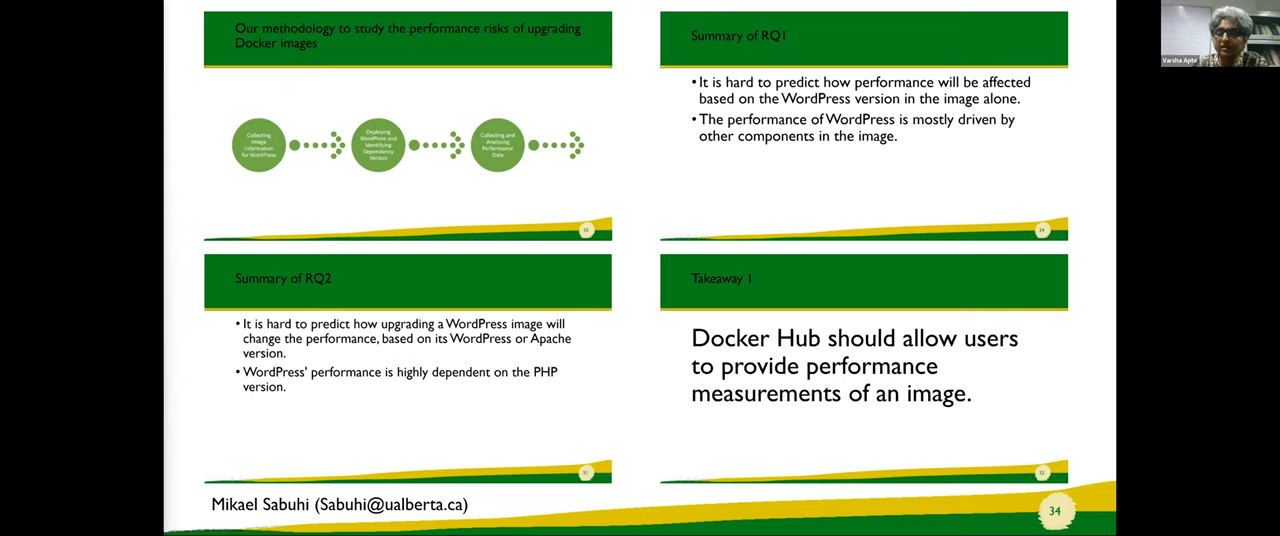 Our methodology to study the performance risks of upgrading
Docker images
Collecting
Image
Information
for WordPress
Deploying
WordPress and
Identifying
Dependency
Version
Collecting and
Analyzing
Performance
Data
10
Summary of RQ1
• It is hard to predict how performance will be affected
based on the WordPress version in the image alone.
• The performance of WordPress is mostly driven by
other components in the image.
24
Summary of RQ2
• It is hard to predict how upgrading a WordPress image will
change the performance, based on its WordPress or Apache
version.
• WordPress' performance is highly dependent on the PHP
version.
31
Takeaway 1
Docker Hub should allow users
to provide performance
measurements of an image.
32
Mikael Sabuhi (Sabuhi@ualberta.ca)
34
Varsha Apte